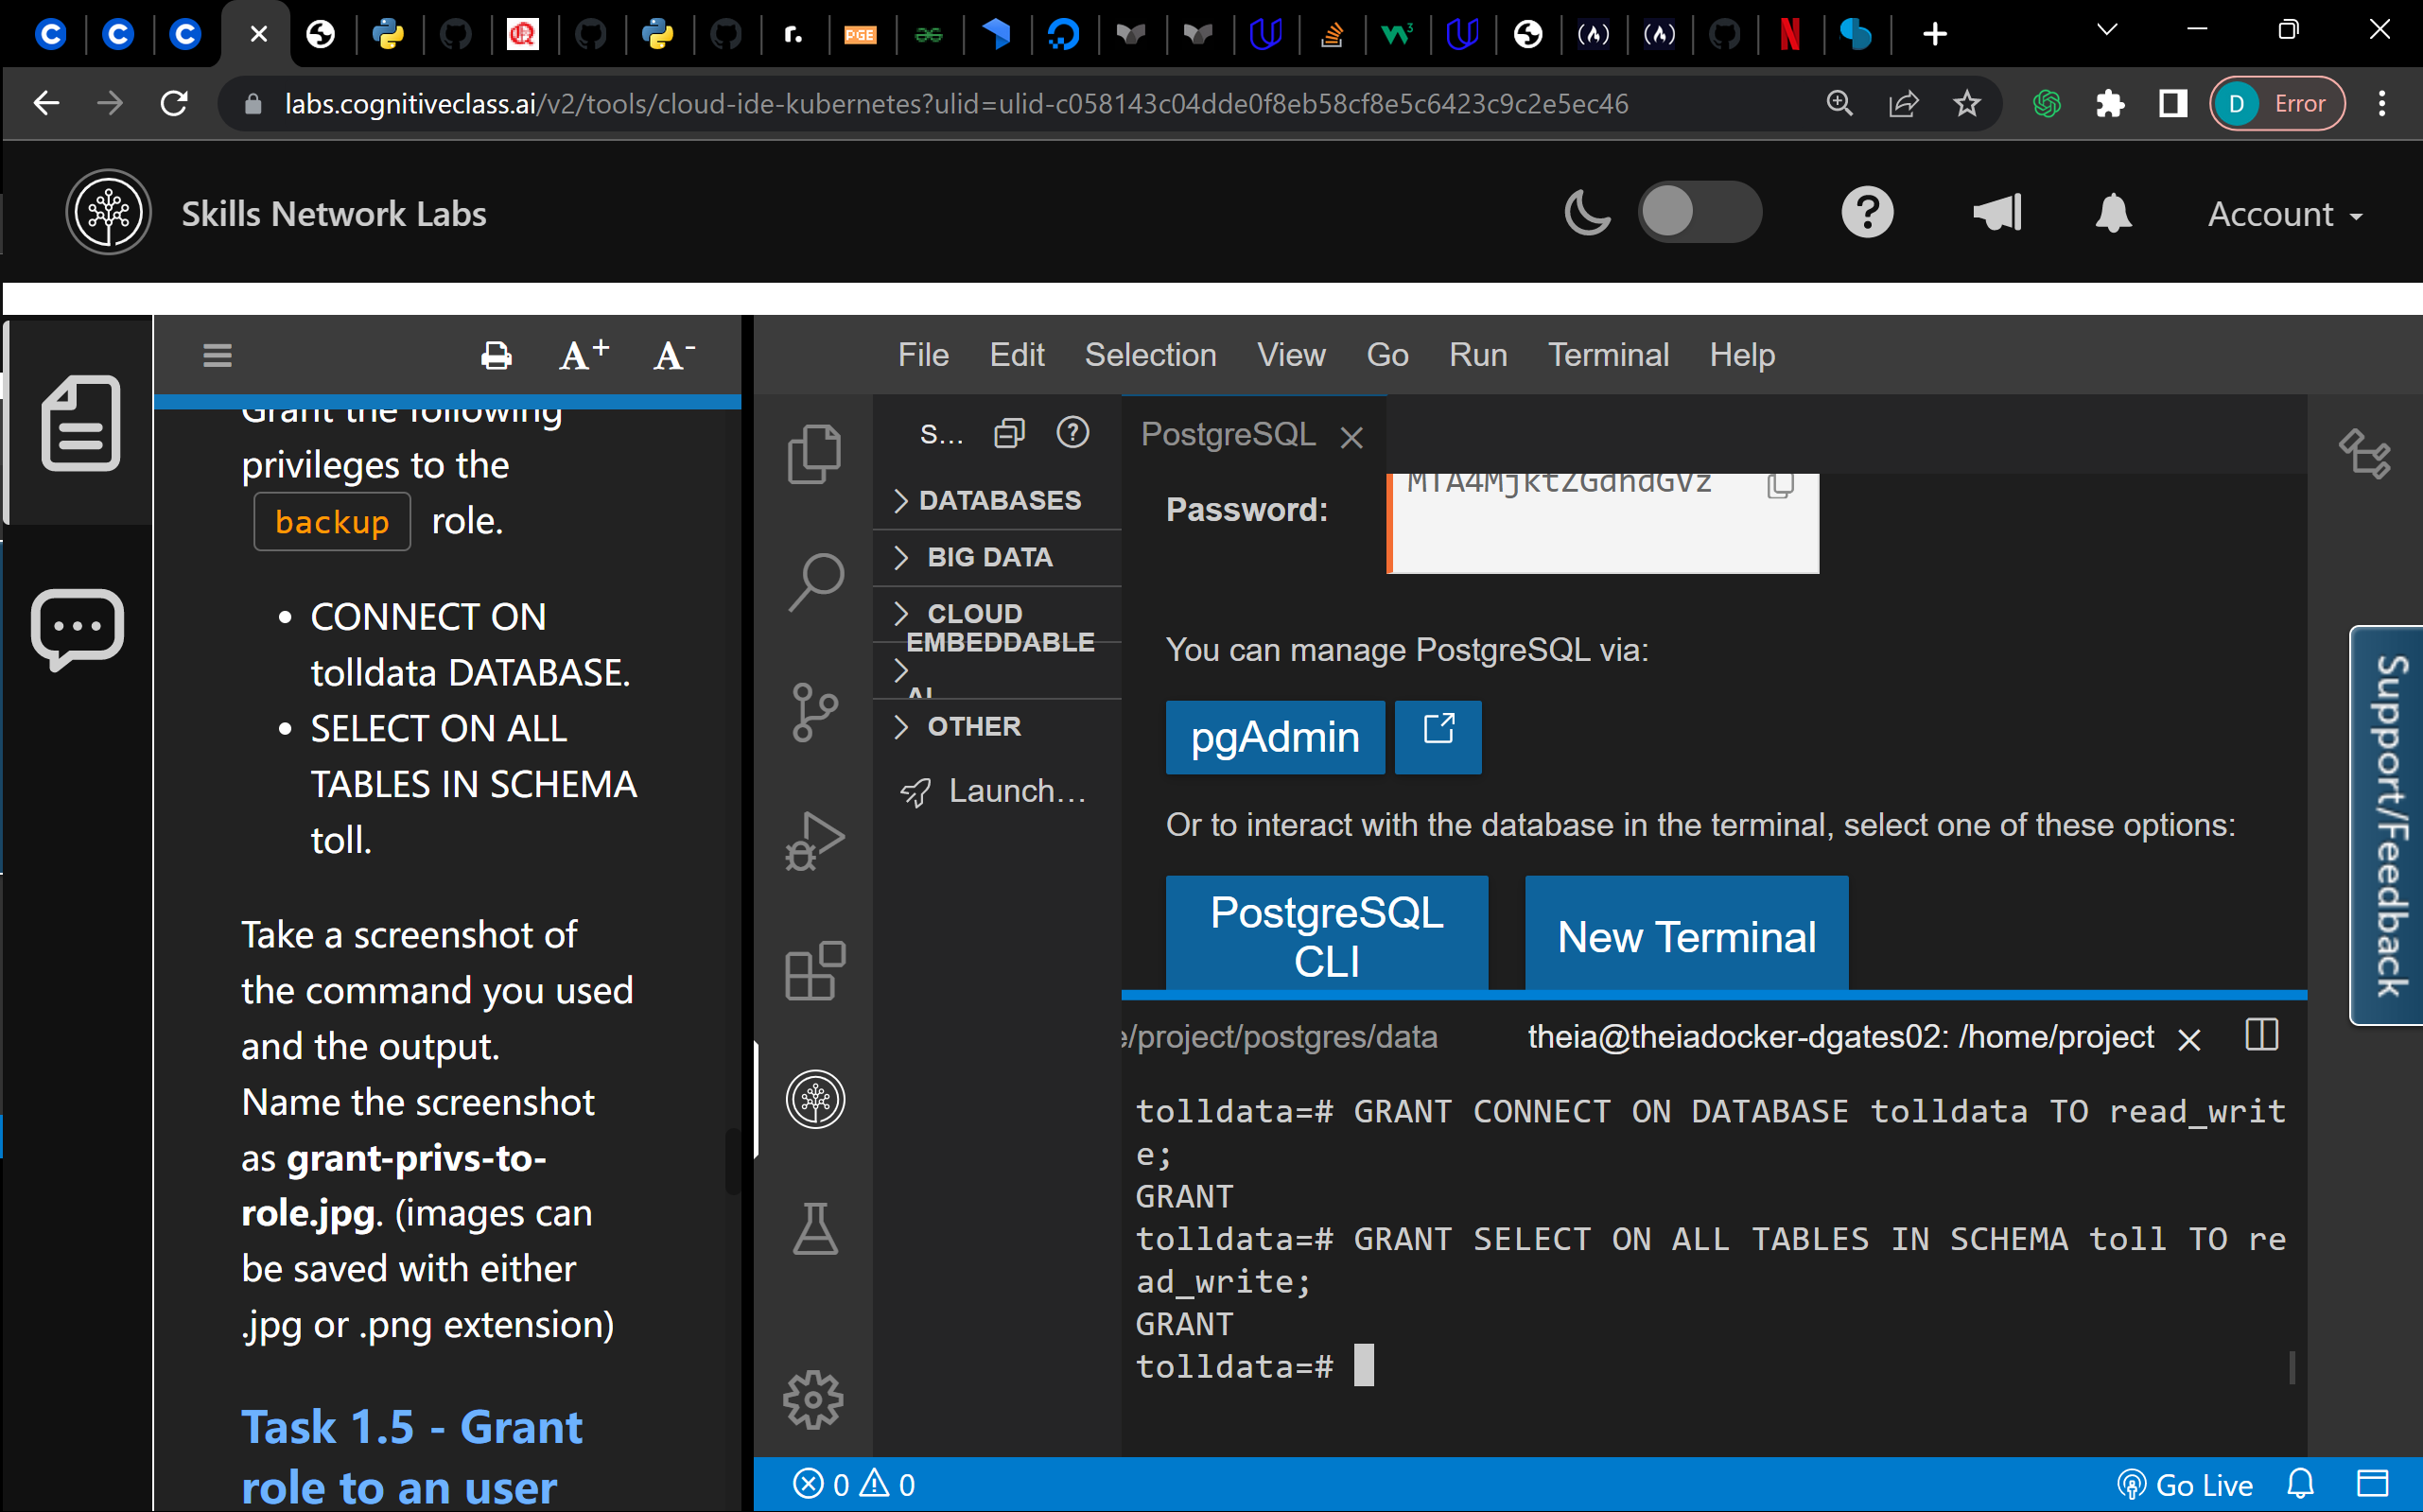 labs.cognitiveclass.ai/v2/tools/cloud-ide-kubernetes?ulid=ulid-c058143c04dde0f8eb58cf8e5c6423c9c2e5ec46
D Error
Skills Network Labs
Account
A+ A-
Grant the following
privileges to the
backup role.
• CONNECT ON
tolldata DATABASE.
• SELECT ON ALL
TABLES IN SCHEMA
toll.
Take a screenshot of
the command you used
and the output.
Name the screenshot
as grant-privs-to-
role.jpg. (images can
be saved with either
.jpg or .png extension)
Task 1.5 - Grant
role to an user
File Edit Selection View Go Run Terminal Help
S...
DATABASES
BIG DATA
CLOUD
EMBEDDABLE
AI
OTHER
Launch...
PostgreSQL
Password:
MTA4MjktZGdhdGVz
You can manage PostgreSQL via:
pgAdmin
Or to interact with the database in the terminal, select one of these options:
PostgreSQL
CLI
New Terminal
e/project/postgres/data
theia@theiadocker-dgates02: /home/project
tolldata=# GRANT CONNECT ON DATABASE tolldata TO read_writ
e;
GRANT
tolldata=# GRANT SELECT ON ALL TABLES IN SCHEMA toll TO re
ad_write;
GRANT
tolldata=#
0 0
Go Live
Support/Feedback